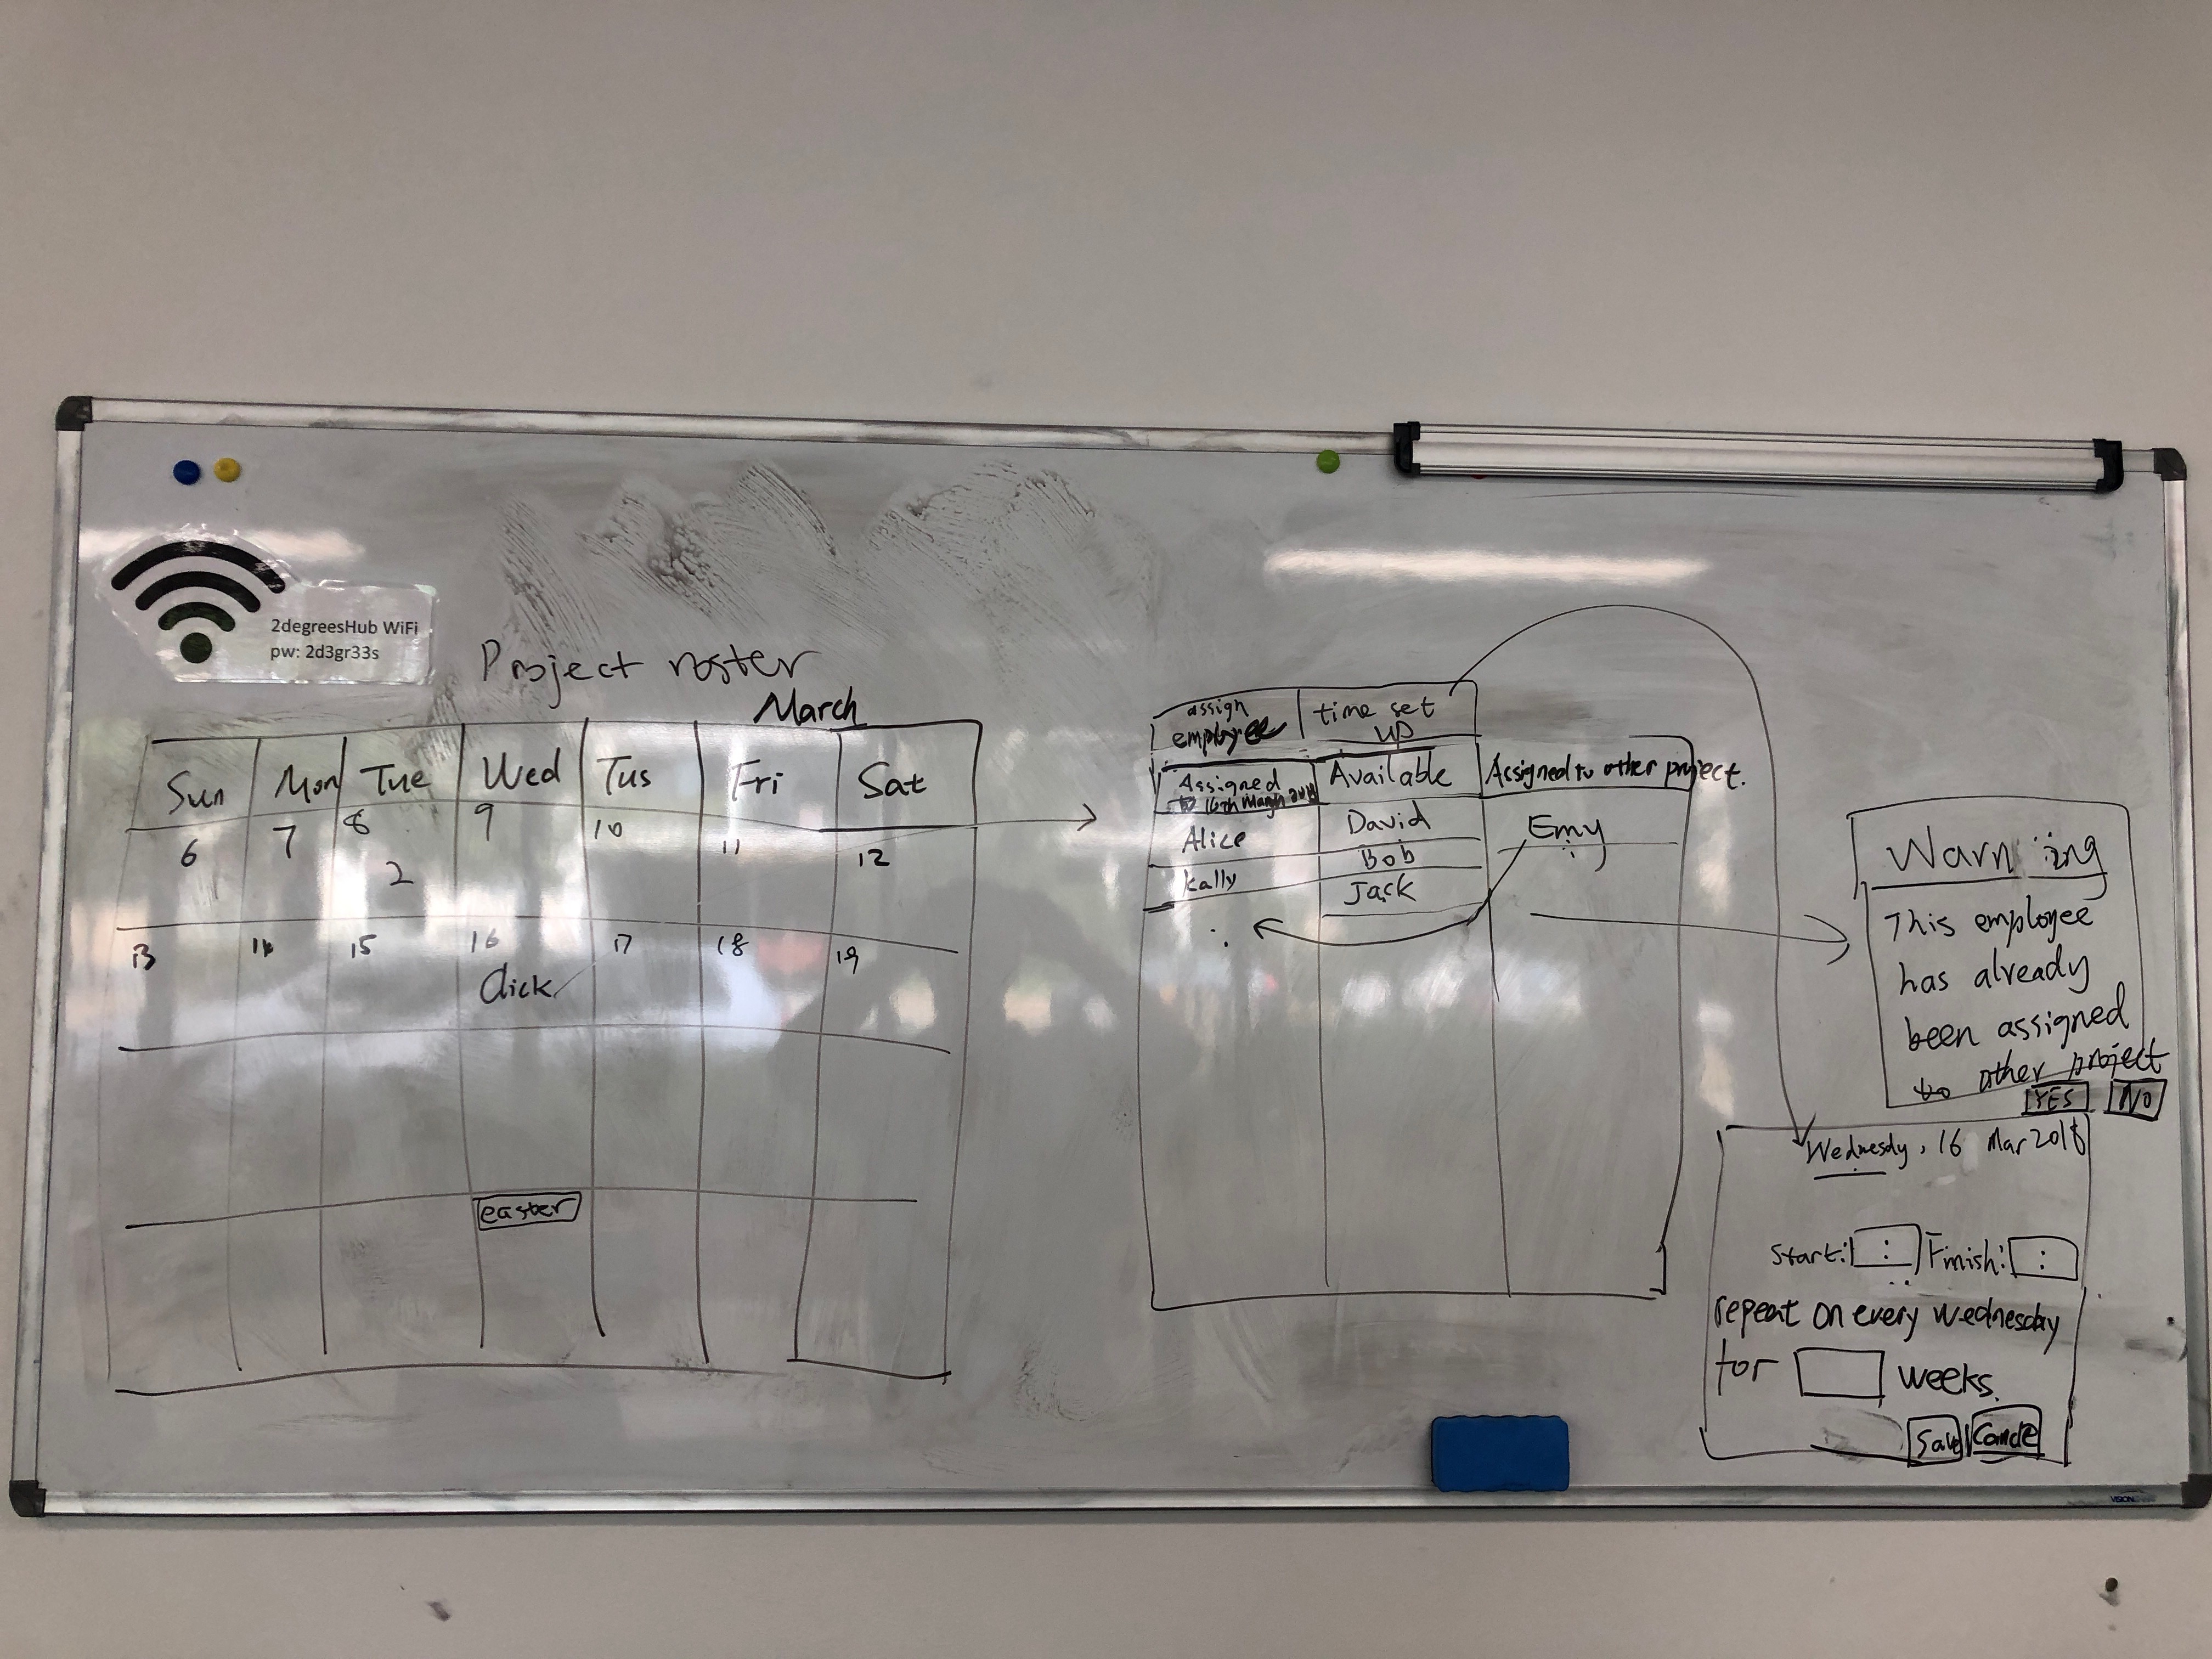 2degreesHub WiFi
pw: 2d3gr33s
Project roster
March
Sun Mon Tue Wed Tus Fri Sat
6 7 8 9 10 11 12
2
13 14 15 16 17 18 19
Click
easter
assign
employee
time set
up
Assigned
to 16th March
Available
Assigned to other project.
Alice
Kally
David
Bob
Jack
Emy
Warning
This employee
has already
been assigned
to other project
YES NO
Wednesdy, 16 Mar 2018
Start: : Finish: :
repeat on every wednesday
for weeks.
Save Cancle
VISION